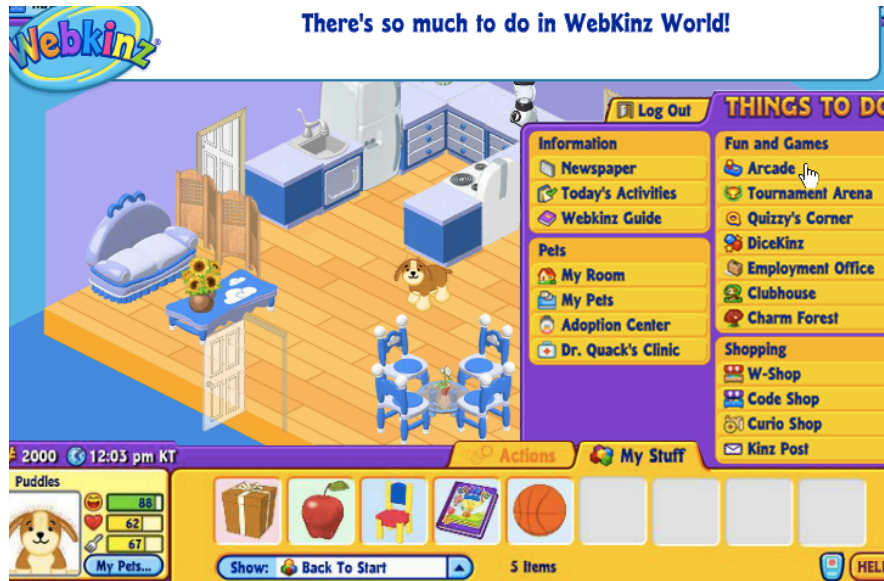 There's so much to do in WebKinz World!
Webkinz
Log Out
THINGS TO DO
Information
Newspaper
Today's Activities
Webkinz Guide
Pets
My Room
My Pets
Adoption Center
Dr. Quack's Clinic
Fun and Games
Arcade
Tournament Arena
Quizzy's Corner
DiceKinz
Employment Office
Clubhouse
Charm Forest
Shopping
W-Shop
Code Shop
Curio Shop
Kinz Post
2000 12:03 pm KT
Actions
My Stuff
Puddles
88
62
67
My Pets...
Show: Back To Start
5 Items
HEL